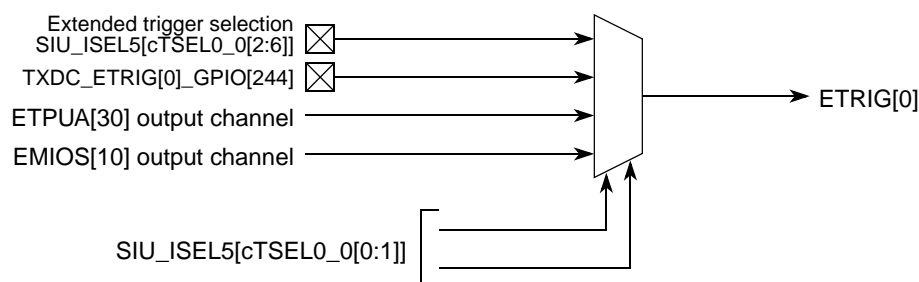 Extended trigger selection
SIU_ISEL5[cTSEL0_0[2:6]]
TXDC_ETRIG[0]_GPIO[244]
ETPUA[30] output channel
EMIOS[10] output channel
ETRIG[0]
SIU_ISEL5[cTSEL0_0[0:1]]